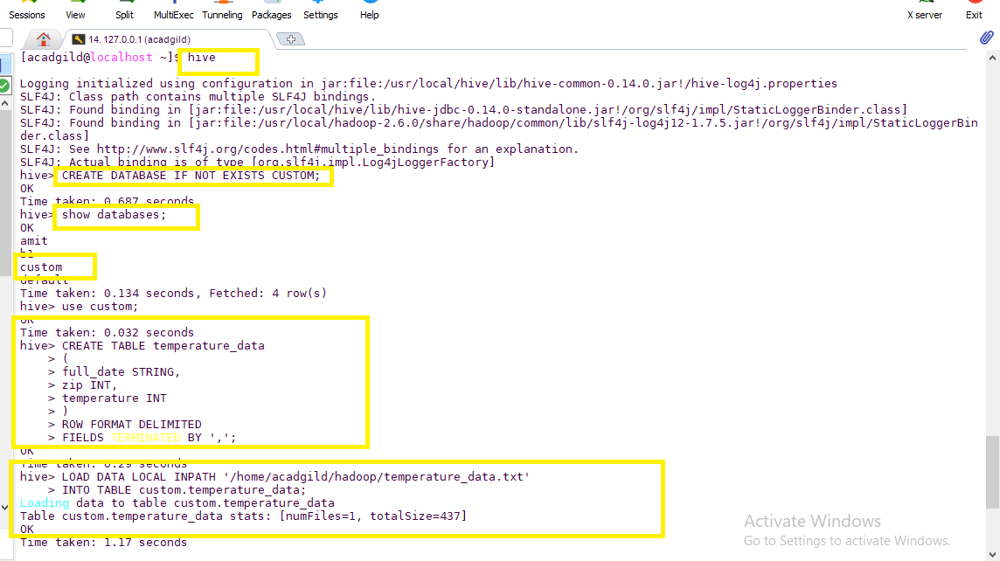 Sessions View Split MultiExec Tunneling Packages Settings Help X server Exit
14. 127.0.0.1 (acadgild)
[acadgild@localhost ~]$ hive
Logging initialized using configuration in jar:file:/usr/local/hive/lib/hive-common-0.14.0.jar!/hive-log4j.properties
SLF4J: Class path contains multiple SLF4J bindings.
SLF4J: Found binding in [jar:file:/usr/local/hive/lib/hive-jdbc-0.14.0-standalone.jar!/org/slf4j/impl/StaticLoggerBinder.class]
SLF4J: Found binding in [jar:file:/usr/local/hadoop-2.6.0/share/hadoop/common/lib/slf4j-log4j12-1.7.5.jar!/org/slf4j/impl/StaticLoggerBin
der.class]
SLF4J: See http://www.slf4j.org/codes.html#multiple_bindings for an explanation.
SLF4J: Actual binding is of type [org.slf4j.impl.Log4jLoggerFactory]
hive> CREATE DATABASE IF NOT EXISTS CUSTOM;
OK
Time taken: 0.687 seconds
hive> show databases;
OK
amit
custom
default
Time taken: 0.134 seconds, Fetched: 4 row(s)
hive> use custom;
OK
Time taken: 0.032 seconds
hive> CREATE TABLE temperature_data
> (
> full_date STRING,
> zip INT,
> temperature INT
> )
> ROW FORMAT DELIMITED
> FIELDS TERMINATED BY ',';
OK
Time taken: 0.29 seconds
hive> LOAD DATA LOCAL INPATH '/home/acadgild/hadoop/temperature_data.txt'
> INTO TABLE custom.temperature_data;
Loading data to table custom.temperature_data
Table custom.temperature_data stats: [numFiles=1, totalSize=437]
OK
Time taken: 1.17 seconds
Activate Windows
Go to Settings to activate Windows.